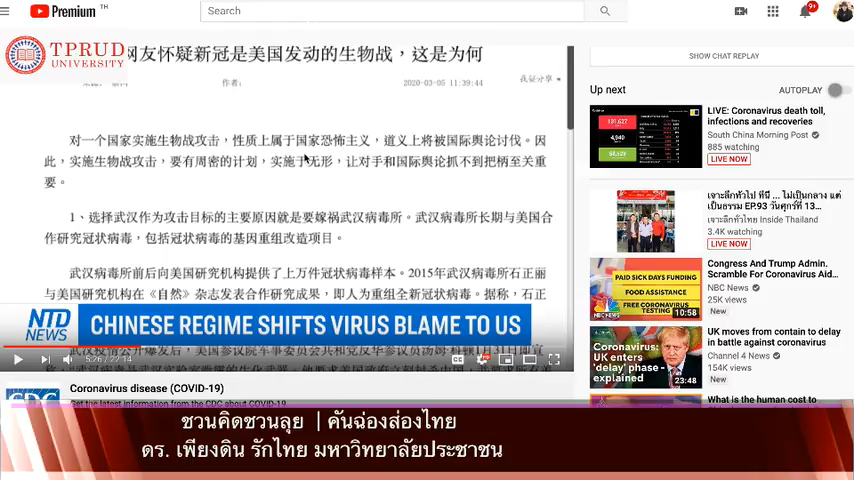 Premium TH
Search
9+
TPRUD
UNIVERSITY
网友怀疑新冠是美国发动的生物战，这是为何
作者：
2020-03-05 11:39:44
对一个国家实施生物战攻击，性质上属于国家恐怖主义，道义上将被国际舆论讨伐。因
此，实施生物战攻击，要有周密的计划，实施于无形，让对手和国际舆论抓不到把柄至关重
要。
1、选择武汉作为攻击目标的主要原因就是要嫁祸武汉病毒所。武汉病毒所长期与美国合
作研究冠状病毒，包括冠状病毒的基因重组改造项目。
武汉病毒所前后向美国研究机构提供了上万件冠状病毒样本。2015年武汉病毒所石正丽
与美国研究机构在《自然》杂志发表合作研究成果，即人为重组全新冠状病毒。据称，石正
NTD
NEWS
CHINESE REGIME SHIFTS VIRUS BLAME TO US
5:26 / 22:14
CC
Coronavirus disease (COVID-19)
Get the latest information from the CDC about COVID-19.
SHOW CHAT REPLAY
Up next
AUTOPLAY
LIVE: Coronavirus death toll,
infections and recoveries
South China Morning Post
885 watching
LIVE NOW
เจาะลึกทั่วไทย
เป็นธรรม EP.93 วันศุกร์ที่ 13...
เจาะลึกทั่วไทย Inside Thailand
3.4K watching
LIVE NOW
PAID SICK DAYS FUNDING
FOOD ASSISTANCE
FREE CORONAVIRUS
TESTING
NBC NEWS
10:58
Congress And Trump Admin.
Scramble For Coronavirus Aid...
NBC News
25K views
New
Coronavirus:
UK enters
'delay' phase -
explained
23:48
UK moves from contain to delay
in battle against coronavirus
Channel 4 News
154K views
New
What is the human cost to
ชวนคิดชวนลุย | คันฉ่องส่องไทย
ดร. เพียงดิน รักไทย มหาวิทยาลัยประชาชน